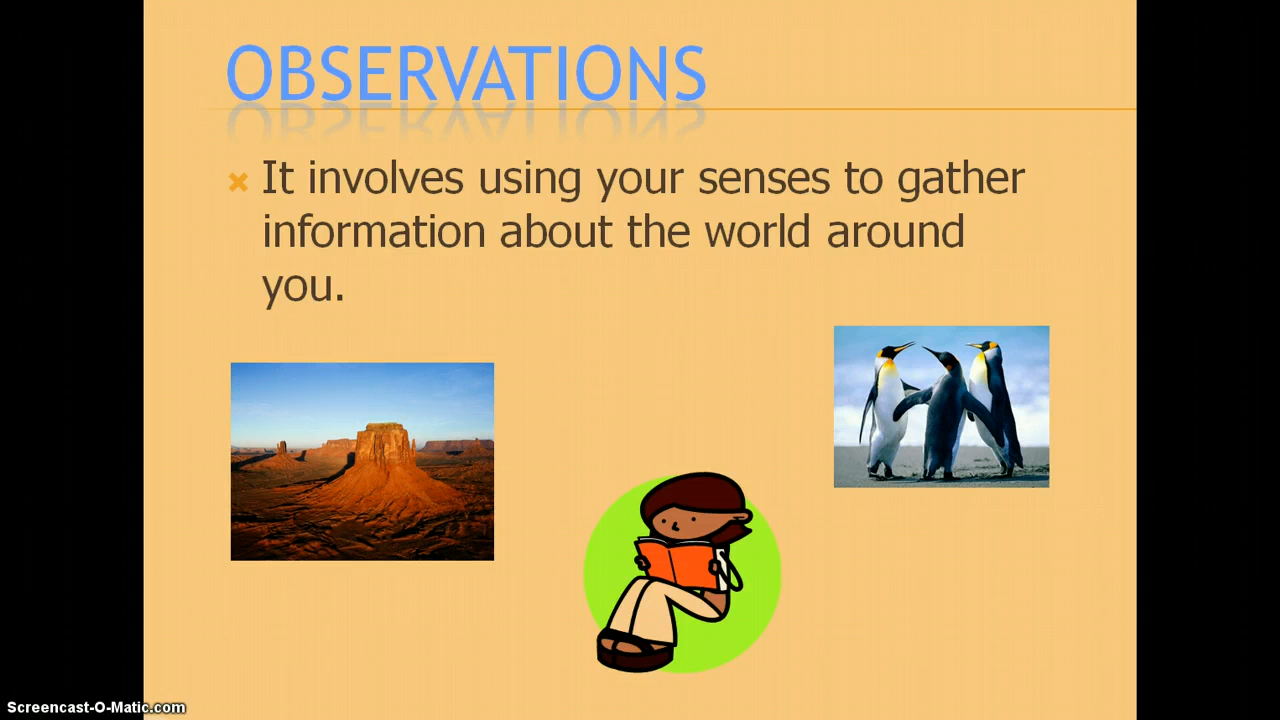 OBSERVATIONS
It involves using your senses to gather
information about the world around
you.
Screencast-O-Matic.com